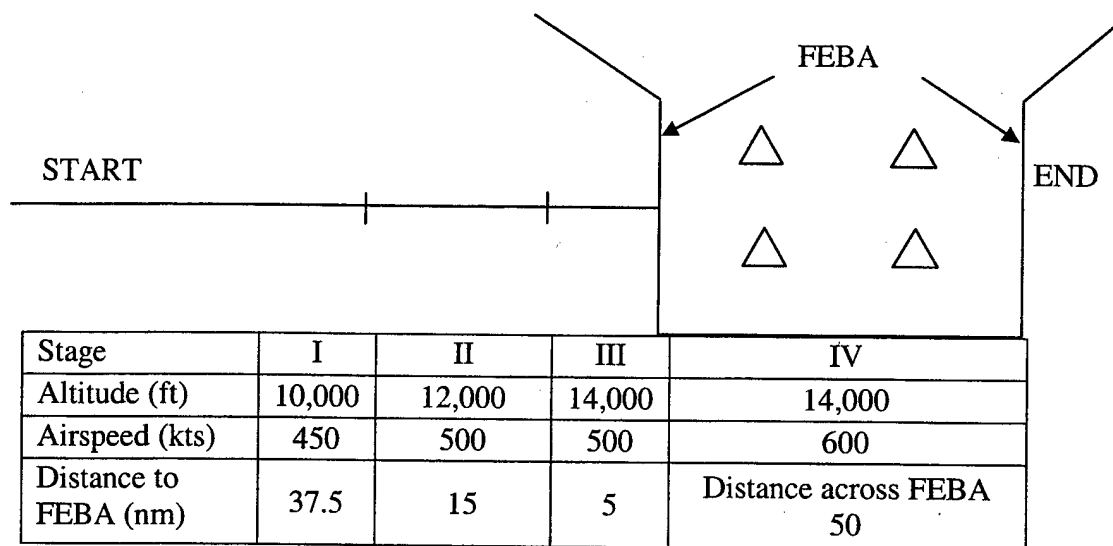 FEBA
START
END
Stage I II III IV
Altitude (ft) 10,000 12,000 14,000 14,000
Airspeed (kts) 450 500 500 600
Distance to FEBA (nm) 37.5 15 5 Distance across FEBA 50